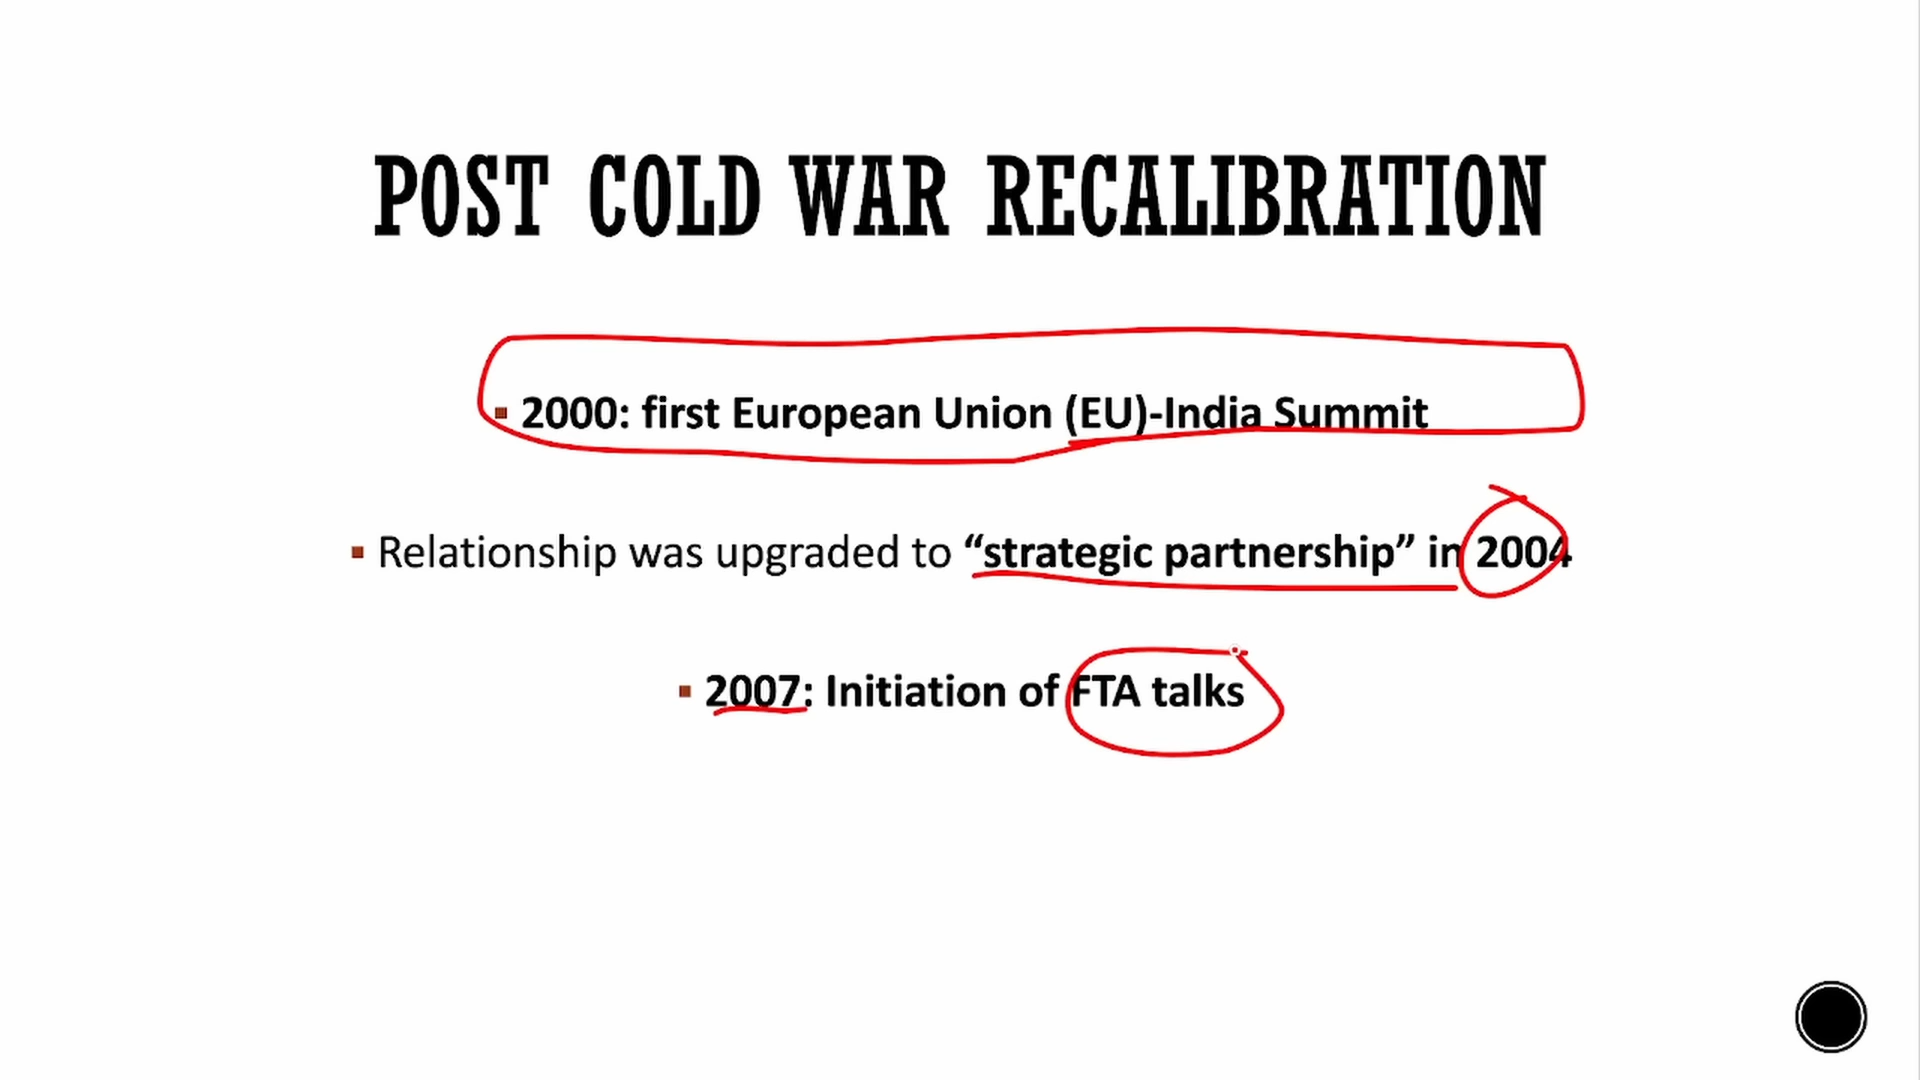 POST COLD WAR RECALIBRATION
2000: first European Union (EU)-India Summit
Relationship was upgraded to “strategic partnership” in 2004
2007: Initiation of FTA talks